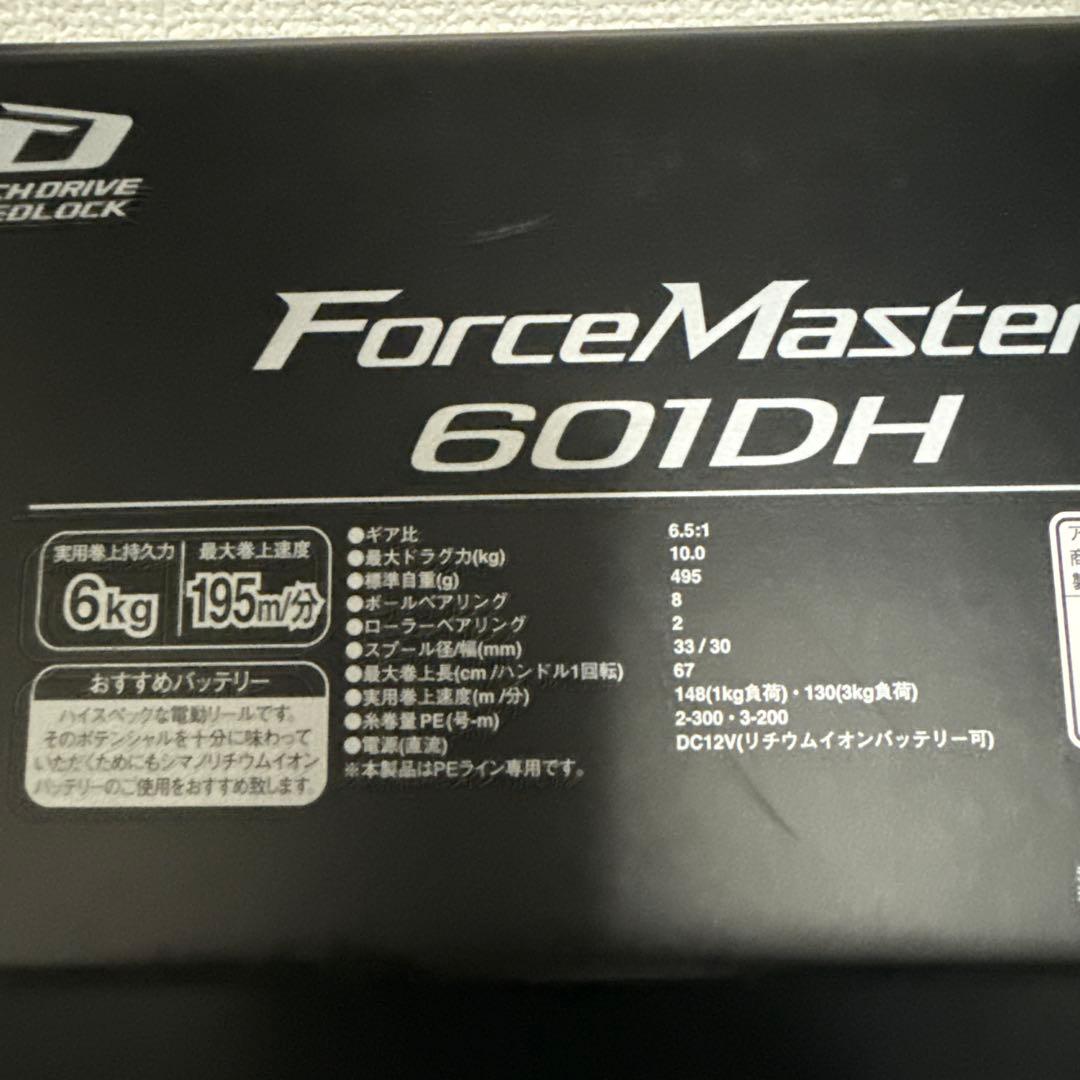 CH DRIVE
EDLOCK
ForceMaster
601DH
実用巻上持久力 最大巻上速度
6kg 195m/分
おすすめバッテリー
ハイスペックな電動リールです。
そのポテンシャルを十分に味わって
いただくためにもシマノリチウムイオン
バッテリーのご使用をおすすめ致します。
●ギア比 6.5:1
●最大ドラグ力(kg) 10.0
●標準自重(g) 495
●ボールベアリング 8
●ローラーベアリング 2
●スプール径/幅(mm) 33 / 30
●最大巻上長(cm/ハンドル1回転) 67
●実用巻上速度(m/分) 148(1kg負荷)・130(3kg負荷)
●糸巻量PE(号-m) 2-300・3-200
●電源(直流) DC12V(リチウムイオンバッテリー可)
※本製品はPEライン専用です。
ア
商
製